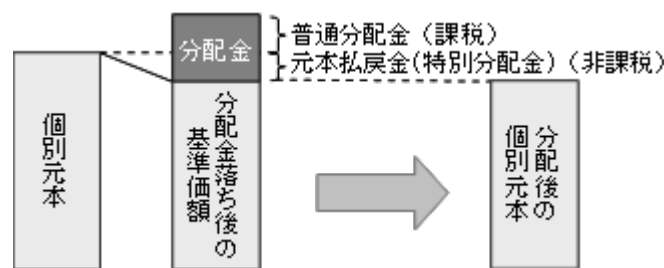 普通分配金（課税）
分配金
元本払戻金(特別分配金)（非課税）
個別元本
分配金落ち後の
基準価額
分配後の
個別元本